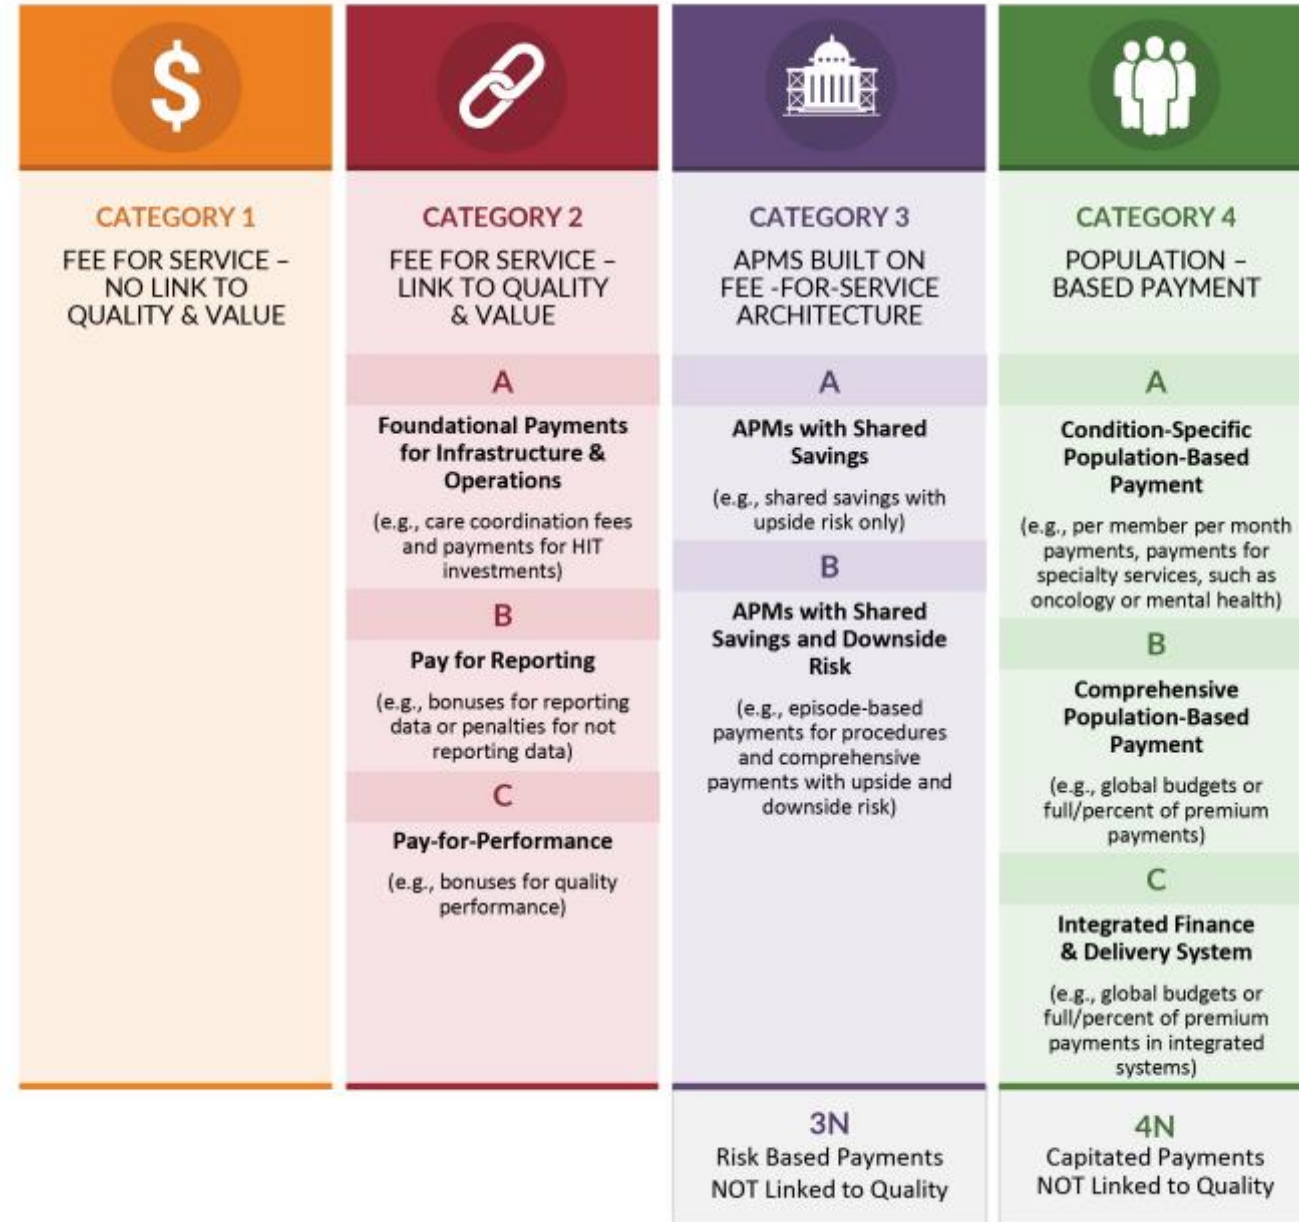 $
CATEGORY 1
FEE FOR SERVICE –
NO LINK TO
QUALITY & VALUE
CATEGORY 2
FEE FOR SERVICE –
LINK TO QUALITY
& VALUE
A
Foundational Payments
for Infrastructure &
Operations
(e.g., care coordination fees
and payments for HIT
investments)
B
Pay for Reporting
(e.g., bonuses for reporting
data or penalties for not
reporting data)
C
Pay-for-Performance
(e.g., bonuses for quality
performance)
CATEGORY 3
APMS BUILT ON
FEE -FOR-SERVICE
ARCHITECTURE
A
APMs with Shared
Savings
(e.g., shared savings with
upside risk only)
B
APMs with Shared
Savings and Downside
Risk
(e.g., episode-based
payments for procedures
and comprehensive
payments with upside and
downside risk)
3N
Risk Based Payments
NOT Linked to Quality
CATEGORY 4
POPULATION –
BASED PAYMENT
A
Condition-Specific
Population-Based
Payment
(e.g., per member per month
payments, payments for
specialty services, such as
oncology or mental health)
B
Comprehensive
Population-Based
Payment
(e.g., global budgets or
full/percent of premium
payments)
C
Integrated Finance
& Delivery System
(e.g., global budgets or
full/percent of premium
payments in integrated
systems)
4N
Capitated Payments
NOT Linked to Quality